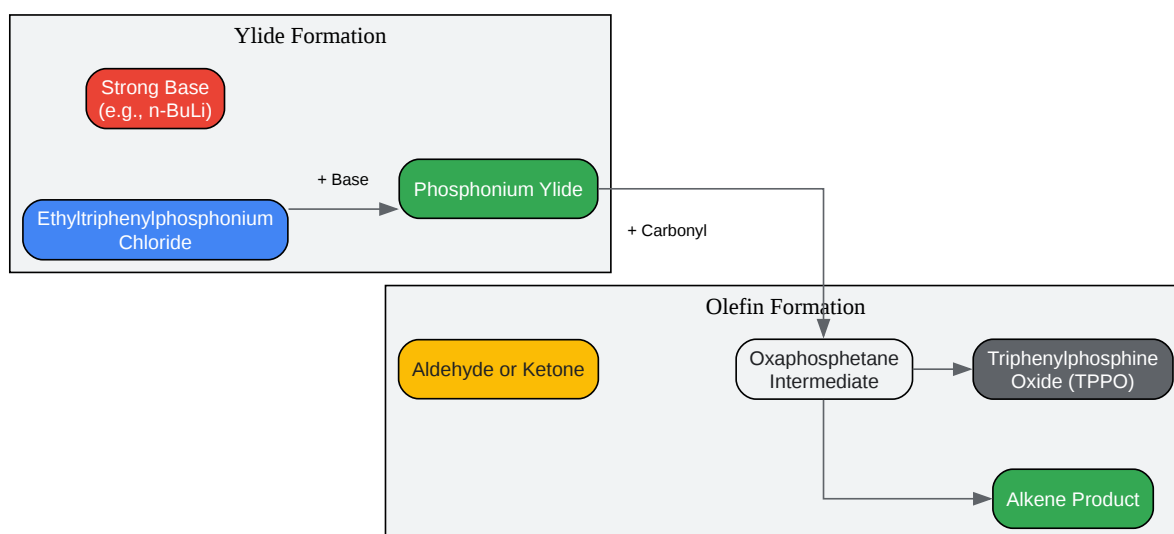 Ylide Formation
Strong Base
(e.g., n-BuLi)
+ Base
Phosphonium Ylide
Ethyltriphenylphosphonium
Chloride
+ Carbonyl
Olefin Formation
Aldehyde or Ketone
Oxaphosphetane
Intermediate
Triphenylphosphine
Oxide (TPPO)
Alkene Product